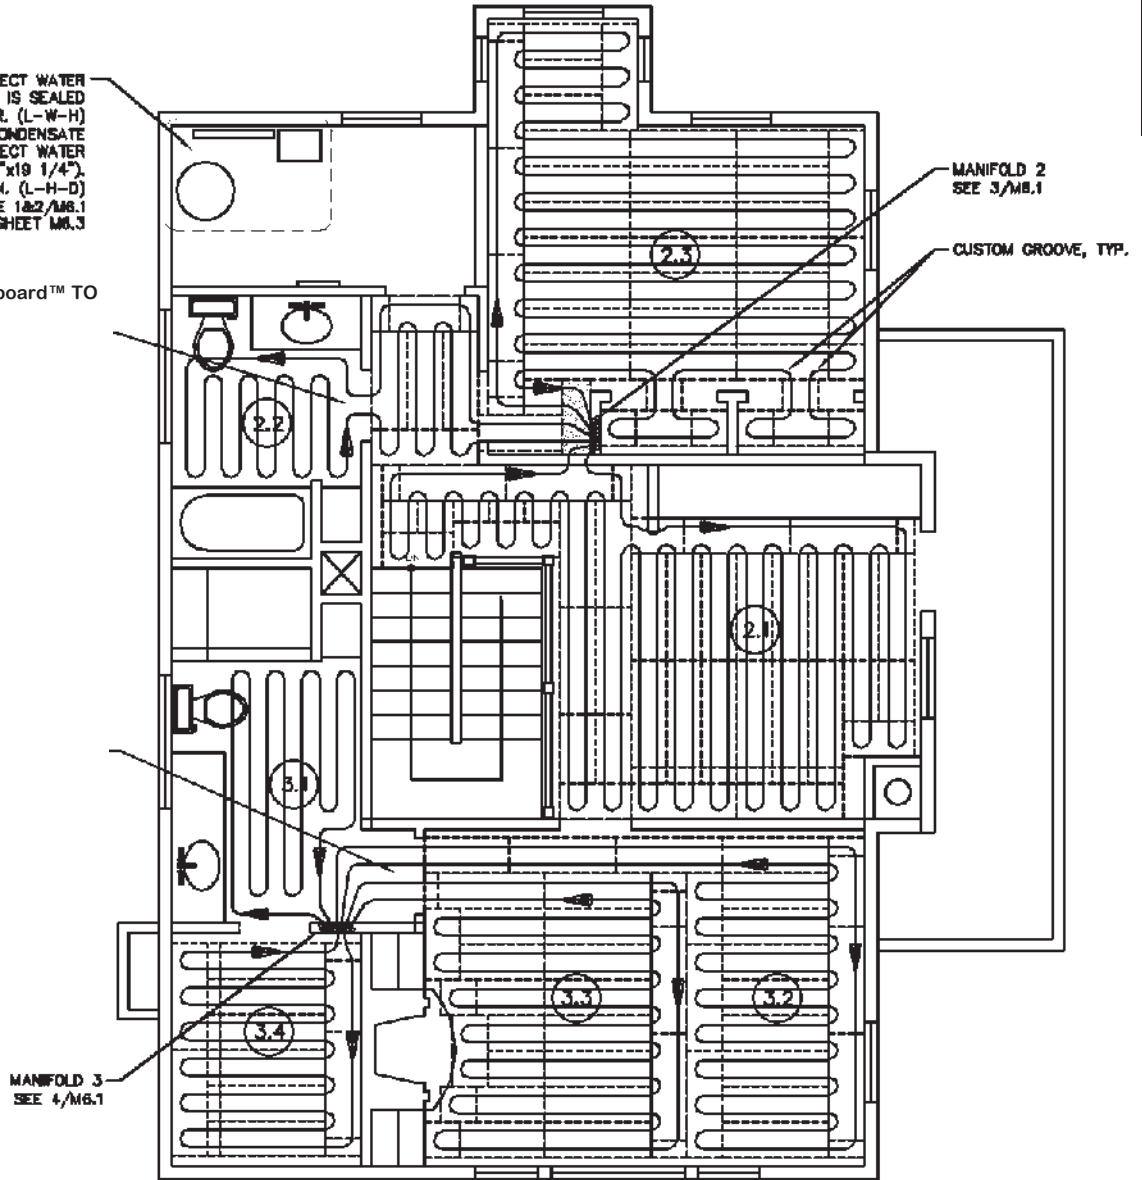 ECT WATER
IS SEALED
R. (L-W-H)
ONDENSATE
ECT WATER
"x19 1/4").
N. (L-H-D)
E 1&2/M6.1
SHEET M6.3
board™ TO
MANIFOLD 2
SEE 3/M6.1
CUSTOM GROOVE, TYP.
2.3
2.2
DN
2.1
3.1
3.3
3.2
3.4
MANIFOLD 3
SEE 4/M6.1